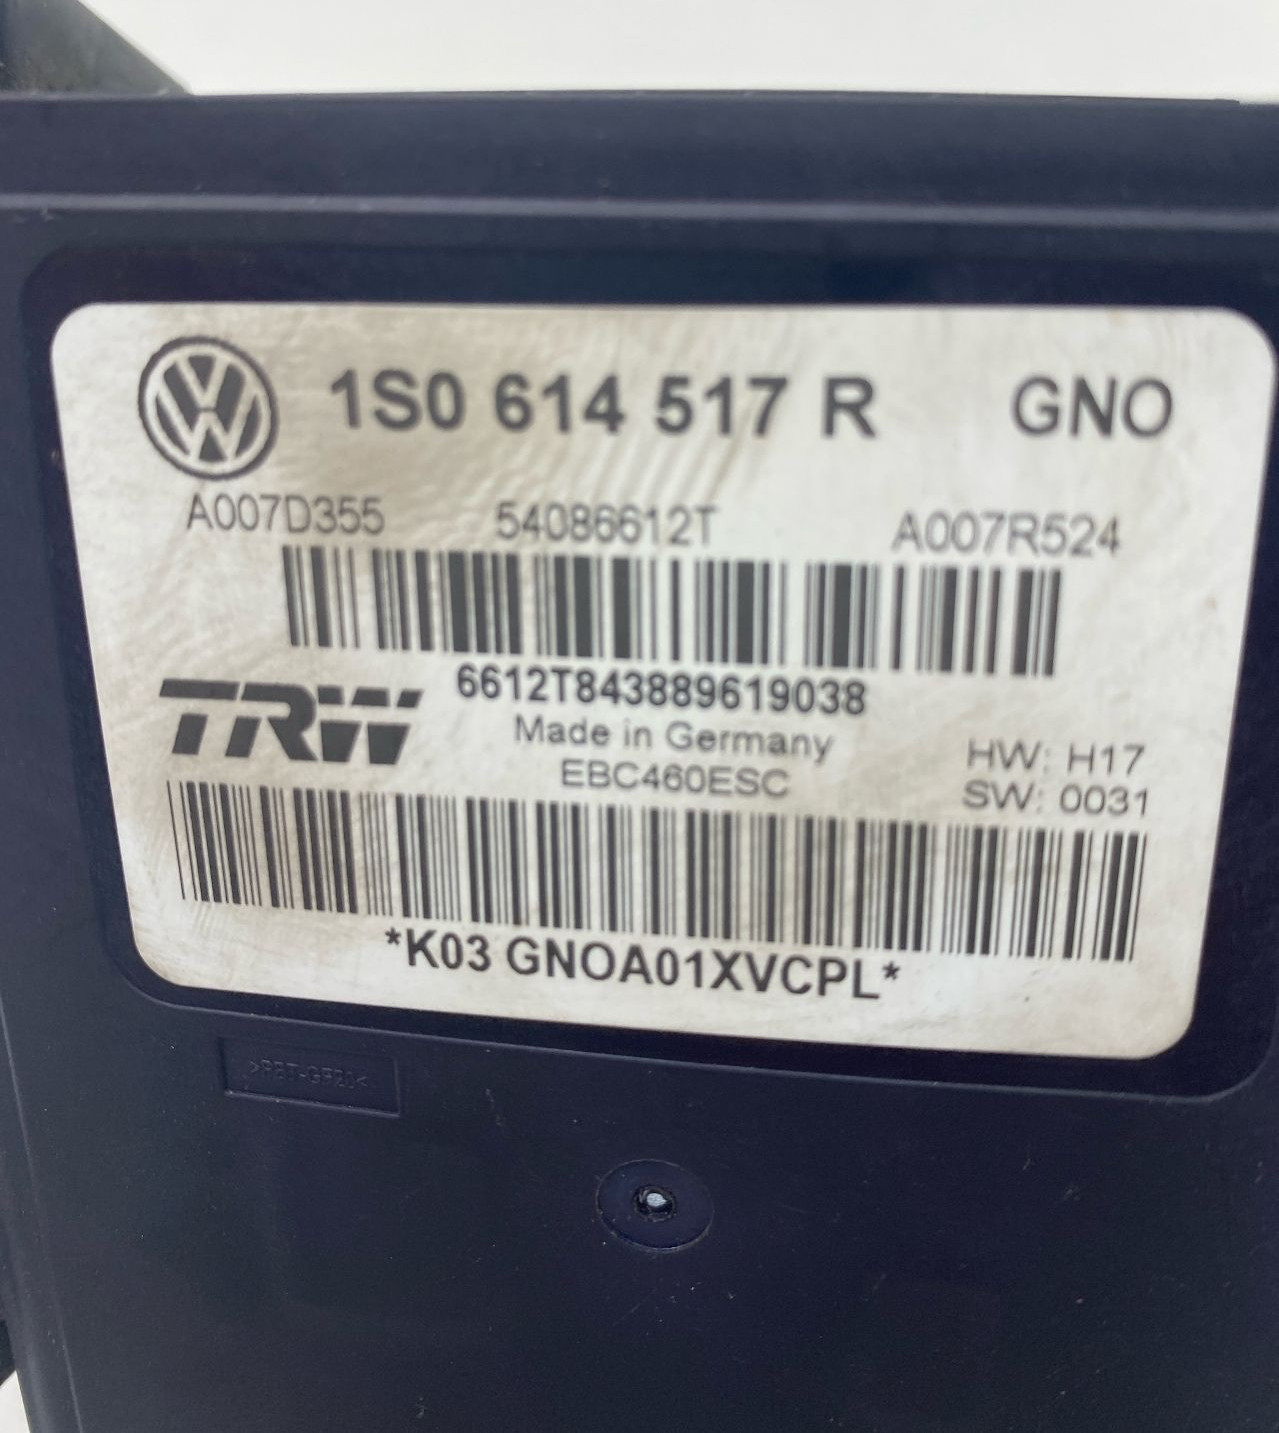 1S0 614 517 R GNO
A007D355 54086612T A007R524
6612T843889619038
TRW
Made in Germany
HW: H17
EBC460ESC
SW: 0031
*K03 GNOA01XVCPL*